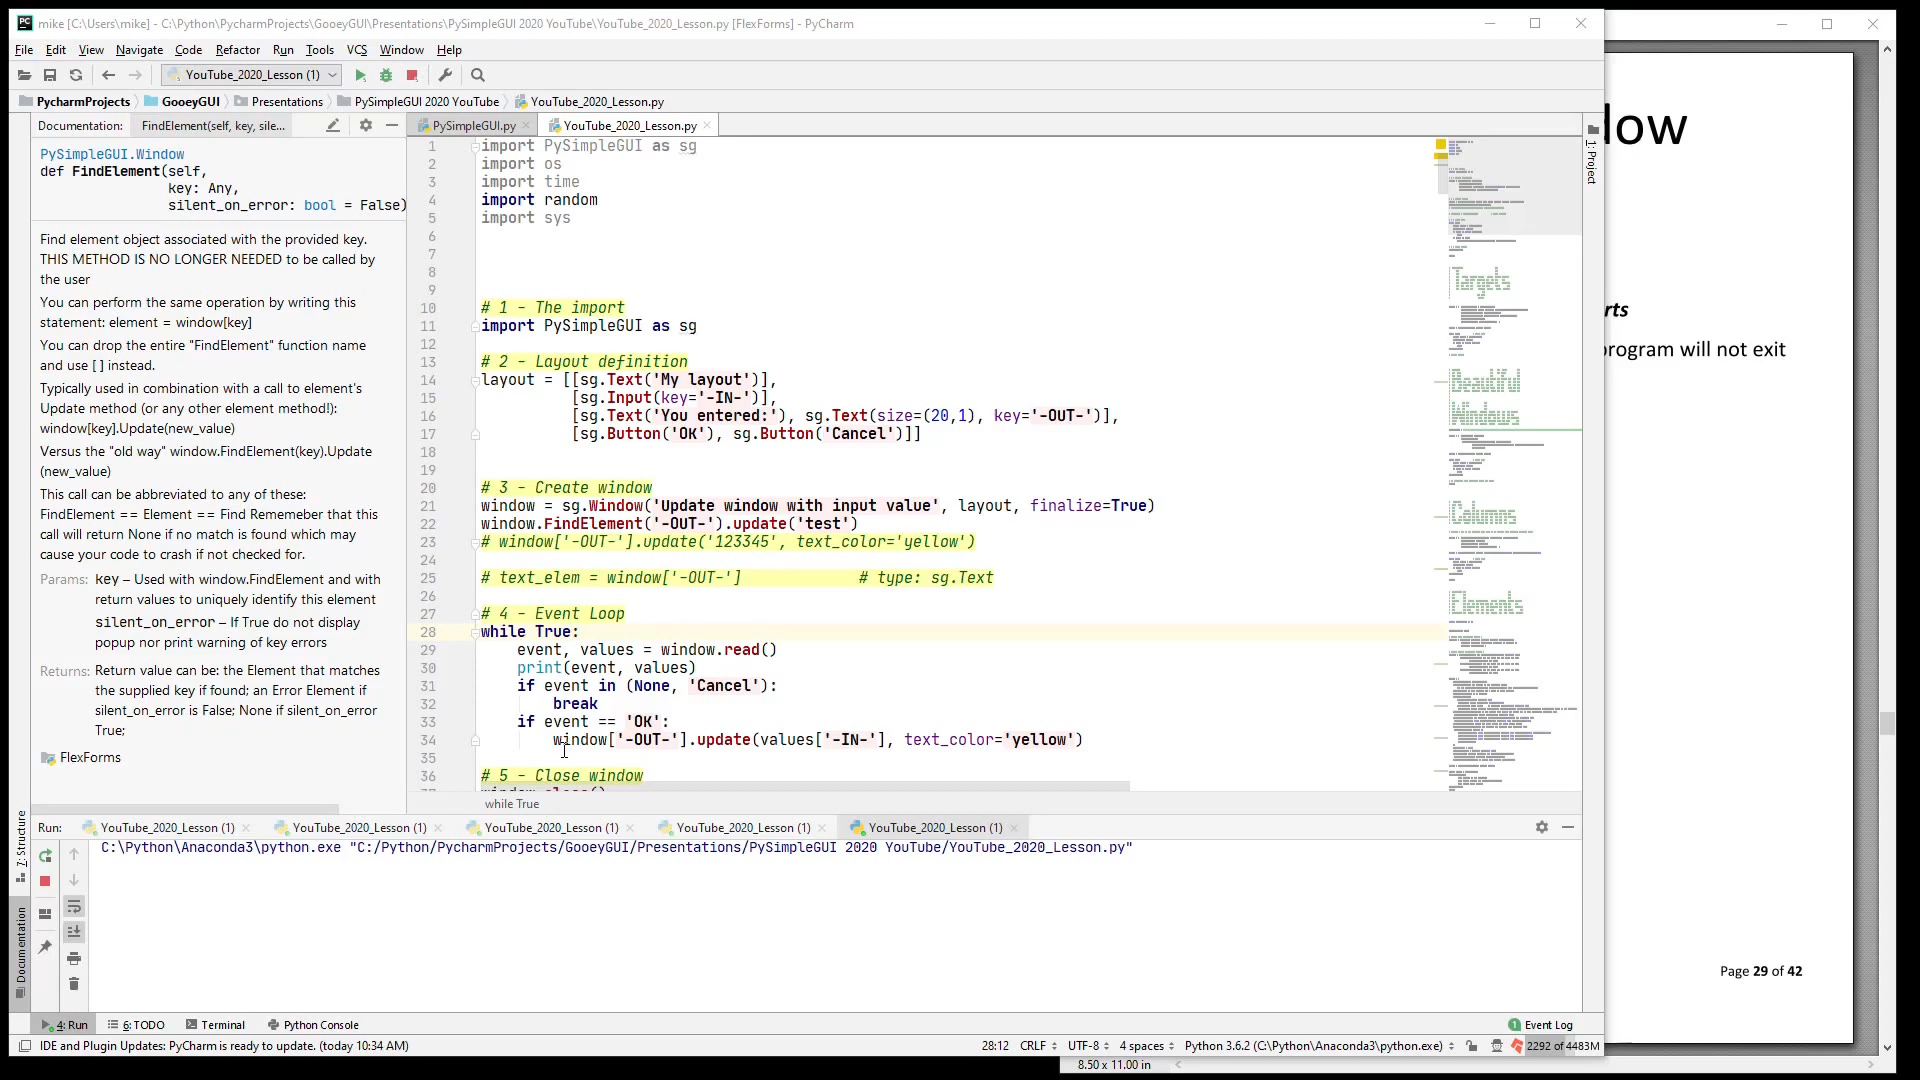 mike [C:\Users\mike] - C:\Python\PycharmProjects\GooeyGUI\Presentations\PySimpleGUI 2020 YouTube\YouTube_2020_Lesson.py [FlexForms] - PyCharm
File Edit View Navigate Code Refactor Run Tools VCS Window Help
YouTube_2020_Lesson (1)
PycharmProjects GooeyGUI Presentations PySimpleGUI 2020 YouTube YouTube_2020_Lesson.py
Documentation: FindElement(self, key, sile...
PySimpleGUI.Window
def FindElement(self,
key: Any,
silent_on_error: bool = False)
Find element object associated with the provided key.
THIS METHOD IS NO LONGER NEEDED to be called by
the user
You can perform the same operation by writing this
statement: element = window[key]
You can drop the entire "FindElement" function name
and use [ ] instead.
Typically used in combination with a call to element's
Update method (or any other element method!):
window[key].Update(new_value)
Versus the "old way" window.FindElement(key).Update
(new_value)
This call can be abbreviated to any of these:
FindElement == Element == Find Rememeber that this
call will return None if no match is found which may
cause your code to crash if not checked for.
Params: key – Used with window.FindElement and with
return values to uniquely identify this element
silent_on_error – If True do not display
popup nor print warning of key errors
Returns: Return value can be: the Element that matches
the supplied key if found; an Error Element if
silent_on_error is False; None if silent_on_error
True;
FlexForms
PySimpleGUI.py YouTube_2020_Lesson.py
1 import PySimpleGUI as sg
2 import os
3 import time
4 import random
5 import sys
6
7
8
9
10 # 1 - The import
11 import PySimpleGUI as sg
12
13 # 2 - Layout definition
14 layout = [[sg.Text('My layout')],
15 [sg.Input(key='-IN-')],
16 [sg.Text('You entered:'), sg.Text(size=(20,1), key='-OUT-')],
17 [sg.Button('OK'), sg.Button('Cancel')]]
18
19
20 # 3 - Create window
21 window = sg.Window('Update window with input value', layout, finalize=True)
22 window.FindElement('-OUT-').update('test')
23 # window['-OUT-'].update('123345', text_color='yellow')
24
25 # text_elem = window['-OUT-'] # type: sg.Text
26
27 # 4 - Event Loop
28 while True:
29 event, values = window.read()
30 print(event, values)
31 if event in (None, 'Cancel'):
32 break
33 if event == 'OK':
34 window['-OUT-'].update(values['-IN-'], text_color='yellow')
35
36 # 5 - Close window
while True
1: Project
7: Structure
Documentation
Run: YouTube_2020_Lesson (1) YouTube_2020_Lesson (1) YouTube_2020_Lesson (1) YouTube_2020_Lesson (1) YouTube_2020_Lesson (1)
C:\Python\Anaconda3\python.exe "C:/Python/PycharmProjects/GooeyGUI/Presentations/PySimpleGUI 2020 YouTube/YouTube_2020_Lesson.py"
4: Run 6: TODO Terminal Python Console 1 Event Log
IDE and Plugin Updates: PyCharm is ready to update. (today 10:34 AM) 28:12 CRLF UTF-8 4 spaces Python 3.6.2 (C:\Python\Anaconda3\python.exe) 2292 of 4483M
dow
rts
program will not exit
Page 29 of 42
8.50 x 11.00 in